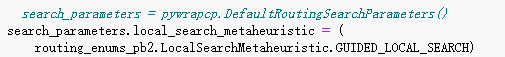 search_parameters = pywrapcp.DefaultRoutingSearchParameters()
search_parameters.local_search_metaheuristic = (
routing_enums_pb2.LocalSearchMetaheuristic.GUIDED_LOCAL_SEARCH)